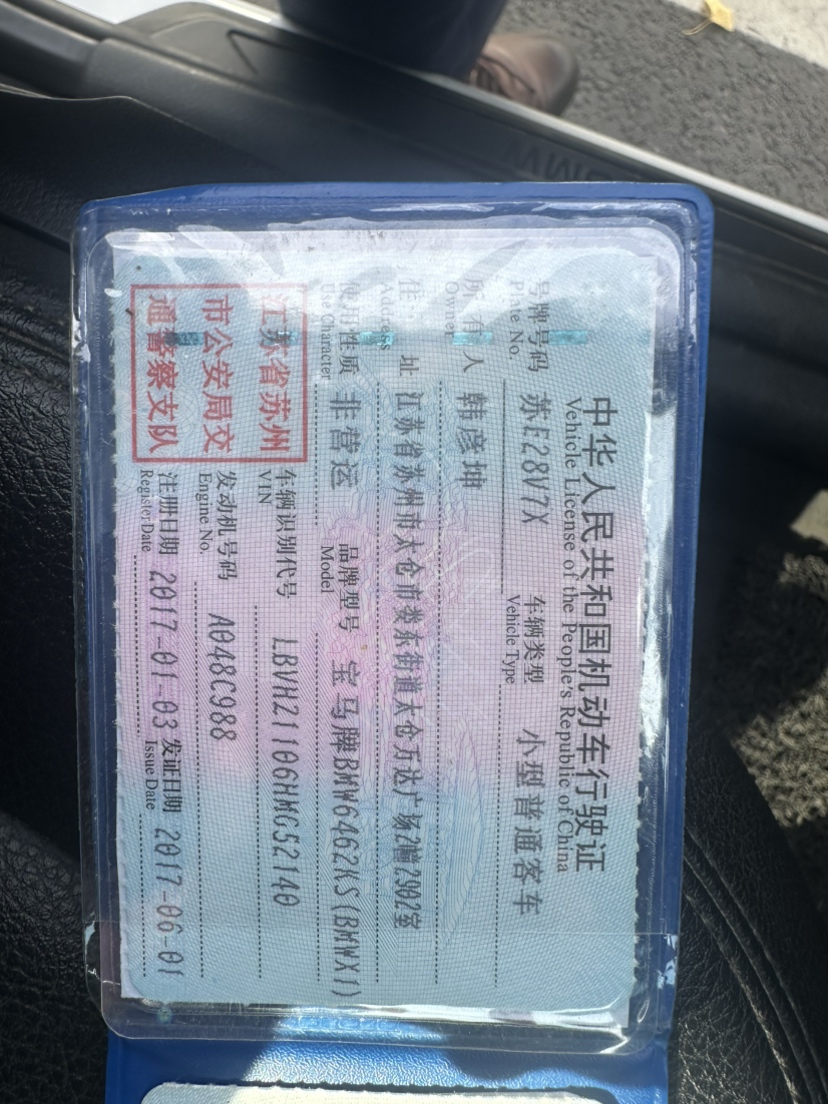 中华人民共和国机动车行驶证
Vehicle License of the People's Republic of China
号牌号码 苏E28V7X 车辆类型 小型普通客车
Plate No. Vehicle Type
所有人 韩彦坤
Owner
住址 江苏省苏州市太仓市娄东街道太仓万达广场2幢2902室
Address
使用性质 非营运 品牌型号 宝马牌BMW6462KS(BMWX1)
Use Character Model
江苏省苏州
市公安局交
通警察支队
车辆识别代号 LBVHZ1106HMG52140
VIN
发动机号码 A048C988
Engine No.
注册日期 2017-01-03 发证日期 2017-06-01
Register Date Issue Date
BMW